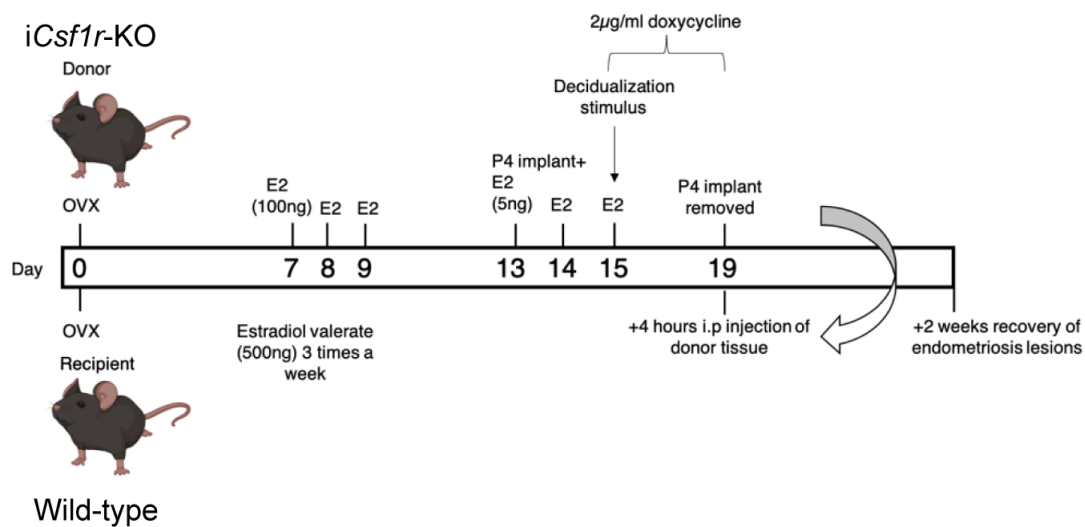 iCsf1r-KO
Donor
OVX
2µg/ml doxycycline
Decidualization
stimulus
E2
(100ng) E2 E2
P4 implant+
E2
(5ng) E2 E2
P4 implant
removed
Day 0 7 8 9 13 14 15 19
OVX
Recipient
Estradiol valerate
(500ng) 3 times a
week
+4 hours i.p injection of
donor tissue
+2 weeks recovery of
endometriosis lesions
Wild-type